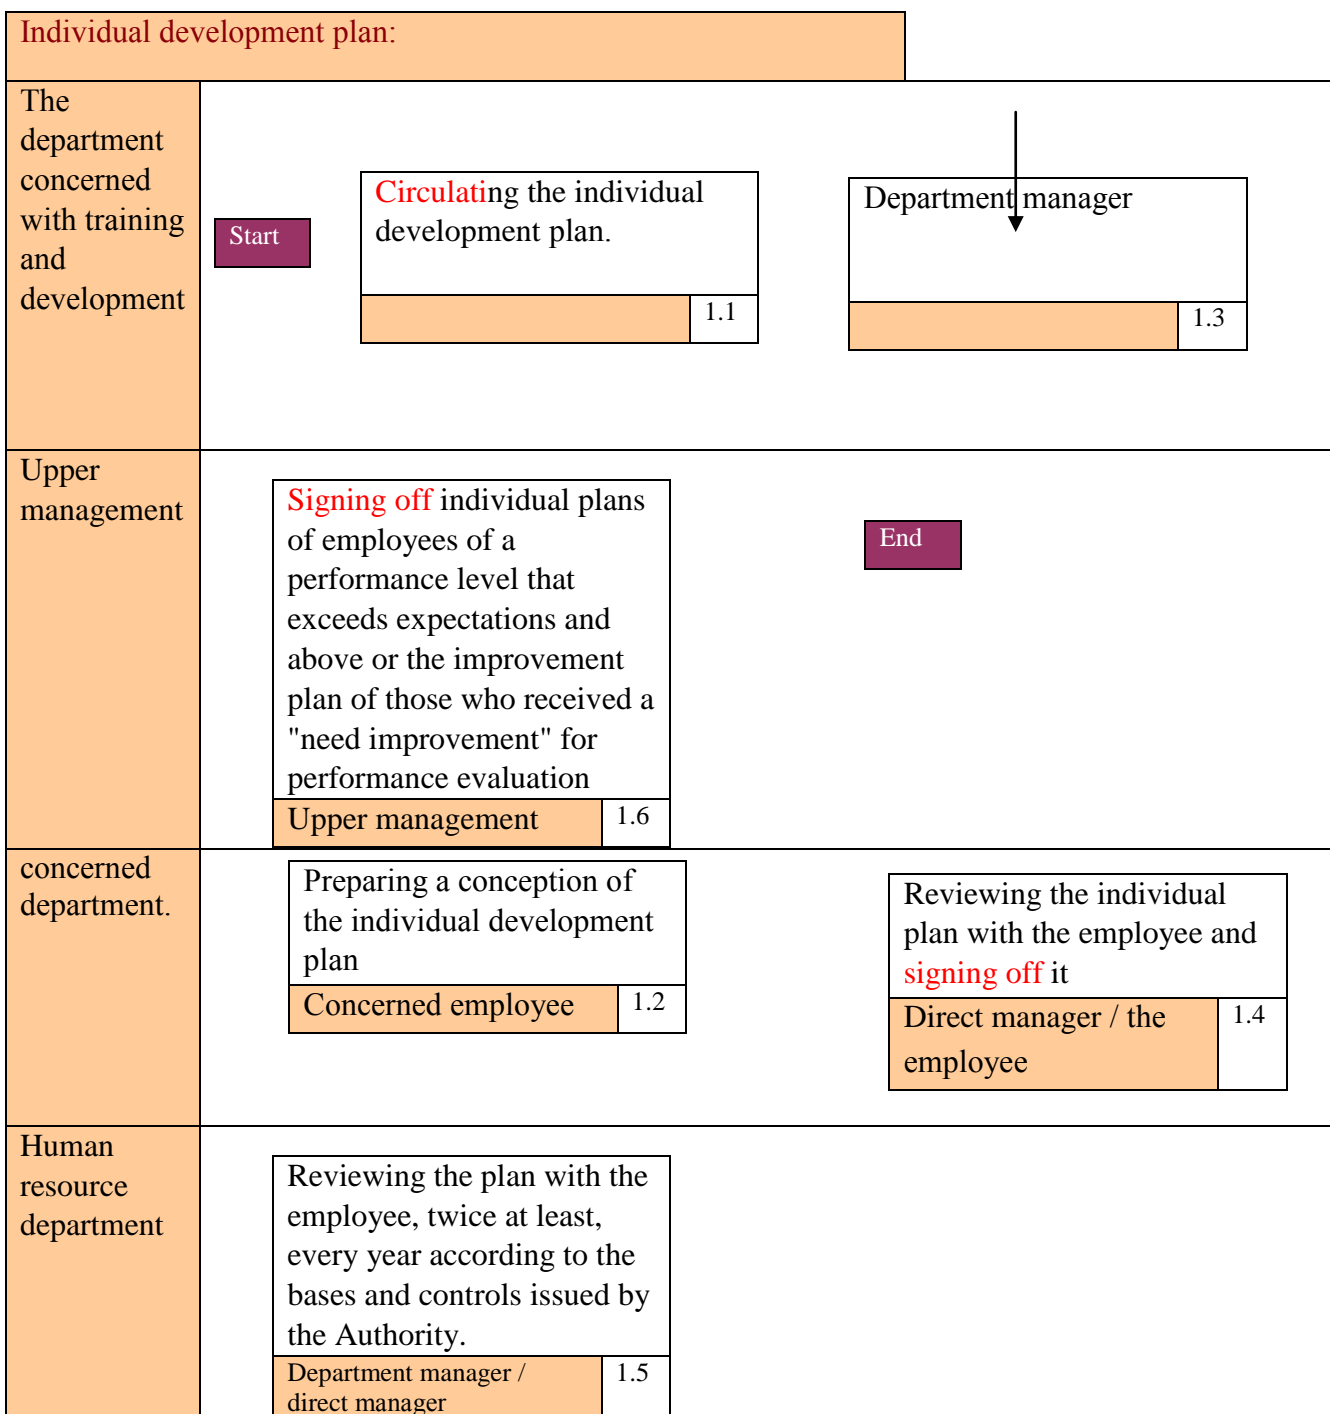 Individual development plan:
The
department
concerned
with training
and
development
Start
Circulating the individual
development plan.
1.1
Department manager
1.3
Upper
management
Signing off individual plans
of employees of a
performance level that
exceeds expectations and
above or the improvement
plan of those who received a
"need improvement" for
performance evaluation
Upper management
1.6
End
concerned
department.
Preparing a conception of
the individual development
plan
Concerned employee
1.2
Reviewing the individual
plan with the employee and
signing off it
Direct manager / the
employee
1.4
Human
resource
department
Reviewing the plan with the
employee, twice at least,
every year according to the
bases and controls issued by
the Authority.
Department manager /
direct manager
1.5